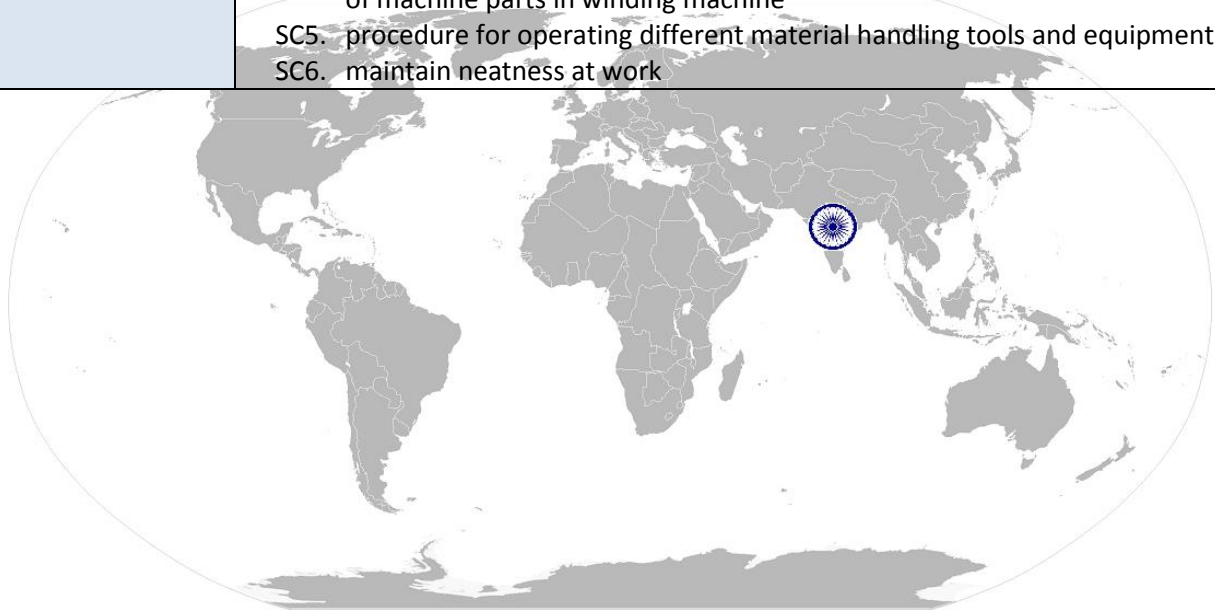 of machine parts in winding machine
SC5. procedure for operating different material handling tools and equipment
SC6. maintain neatness at work